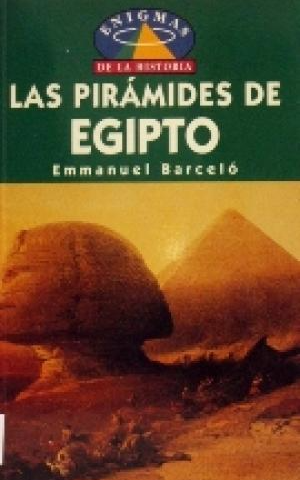 ENIGMAS
DE LA HISTORIA
LAS PIRÁMIDES DE
EGIPTO
Emmanuel Barceló